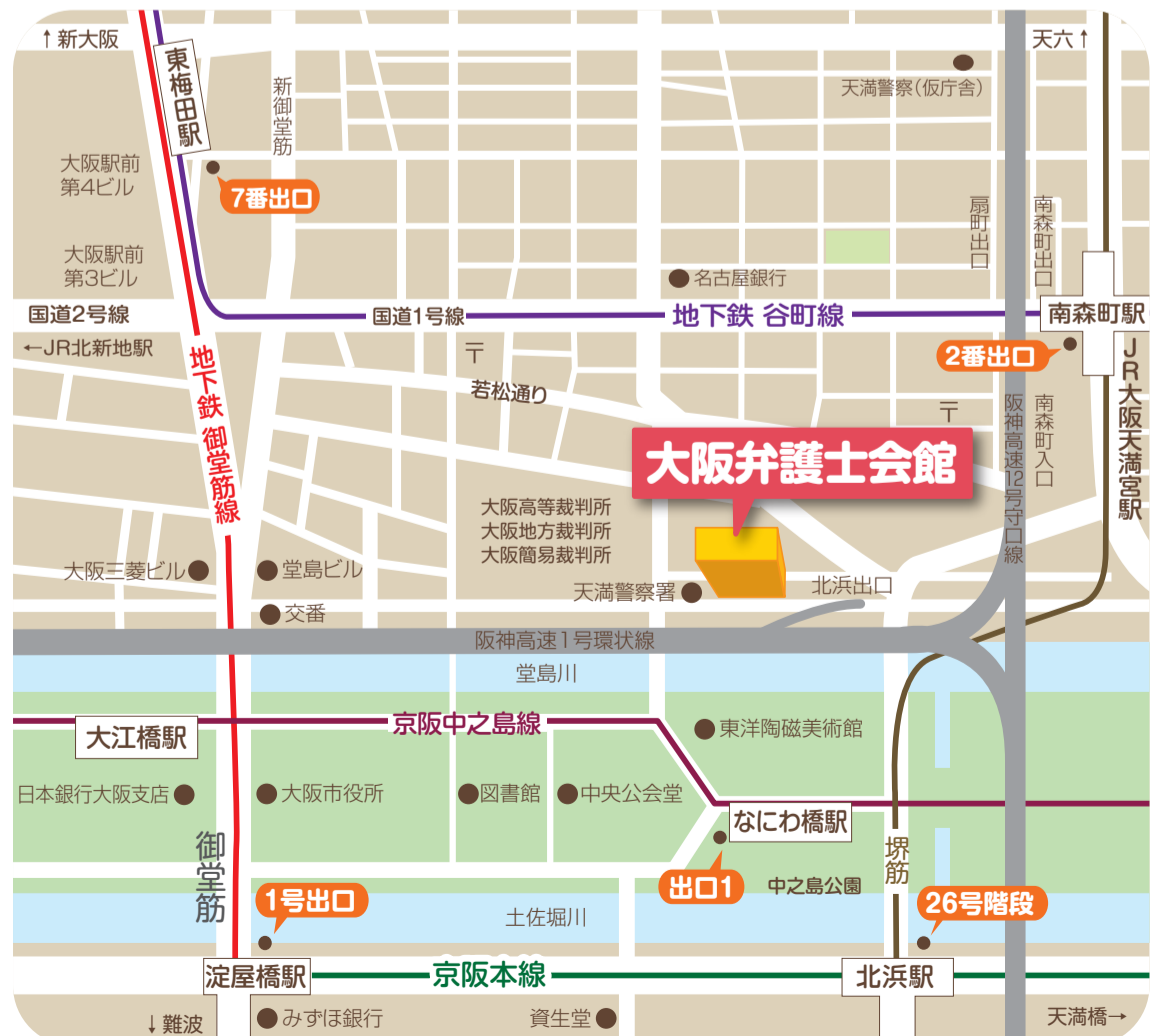 ↑新大阪
天六↑
東梅田駅
新御堂筋
天満警察(仮庁舎)
大阪駅前
第4ビル
7番出口
扇町出口
南森町出口
大阪駅前
第3ビル
名古屋銀行
国道2号線
国道1号線
地下鉄 谷町線
南森町駅
←JR北新地駅
〒
2番出口
JR大阪天満宮駅
地下鉄 御堂筋線
若松通り
〒
阪神高速12号守口線
南森町入口
大阪弁護士会館
大阪高等裁判所
大阪地方裁判所
大阪簡易裁判所
大阪三菱ビル
堂島ビル
天満警察署
北浜出口
交番
阪神高速1号環状線
堂島川
京阪中之島線
大江橋駅
東洋陶磁美術館
日本銀行大阪支店
大阪市役所
図書館
中央公会堂
なにわ橋駅
御堂筋
堺筋
出口1
中之島公園
1号出口
26号階段
土佐堀川
淀屋橋駅
京阪本線
北浜駅
↓難波
みずほ銀行
資生堂
天満橋→